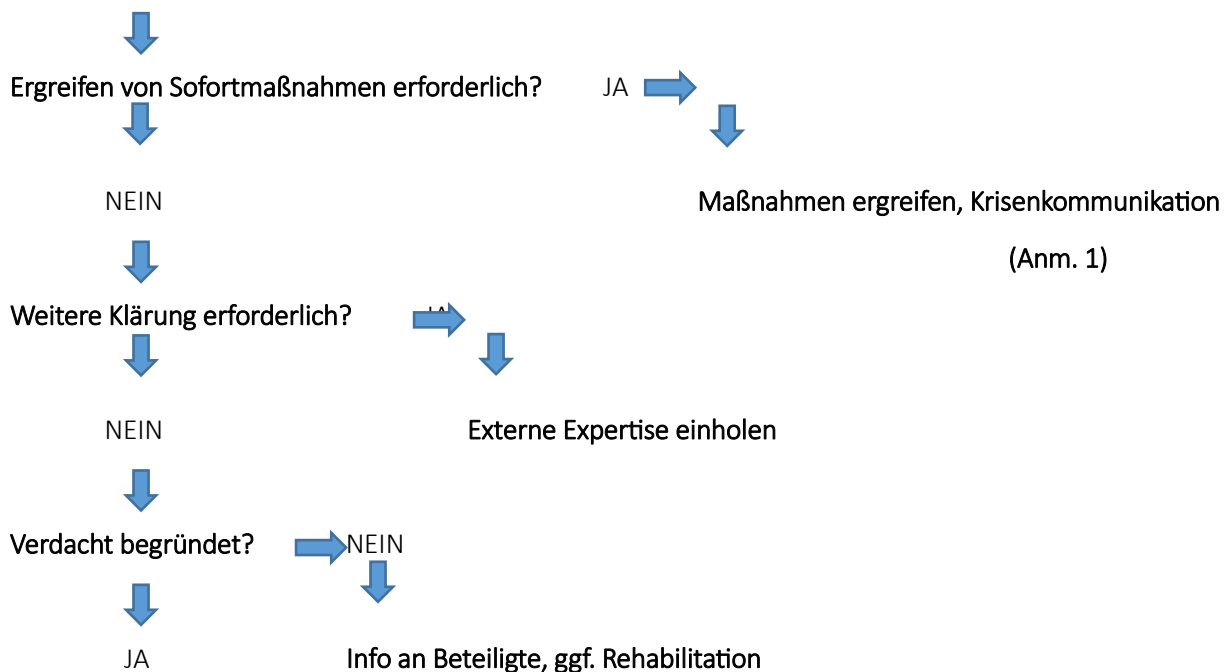 Ergreifen von Sofortmaßnahmen erforderlich? JA
NEIN
Maßnahmen ergreifen, Krisenkommunikation
(Anm. 1)
Weitere Klärung erforderlich?
NEIN
Externe Expertise einholen
Verdacht begründet? NEIN
JA
Info an Beteiligte, ggf. Rehabilitation